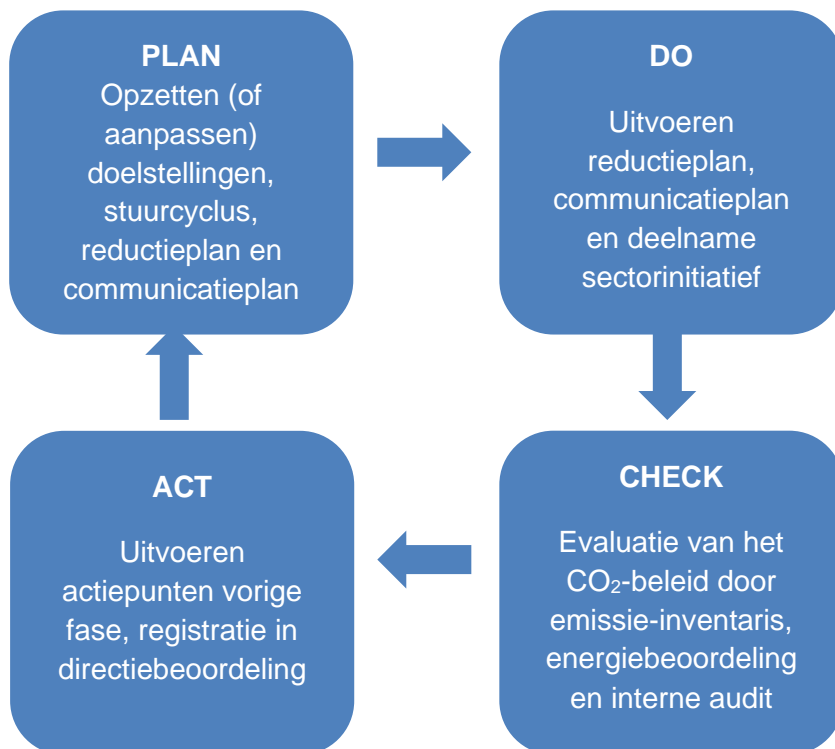 PLAN
Opzetten (of
aanpassen)
doelstellingen,
stuurcyclus,
reductieplan en
communicatieplan
DO
Uitvoeren
reductieplan,
communicatieplan
en deelname
sectorinitiatief
ACT
Uitvoeren
actiepunten vorige
fase, registratie in
directiebeoordeling
CHECK
Evaluatie van het
CO₂-beleid door
emissie-inventaris,
energiebeoordeling
en interne audit